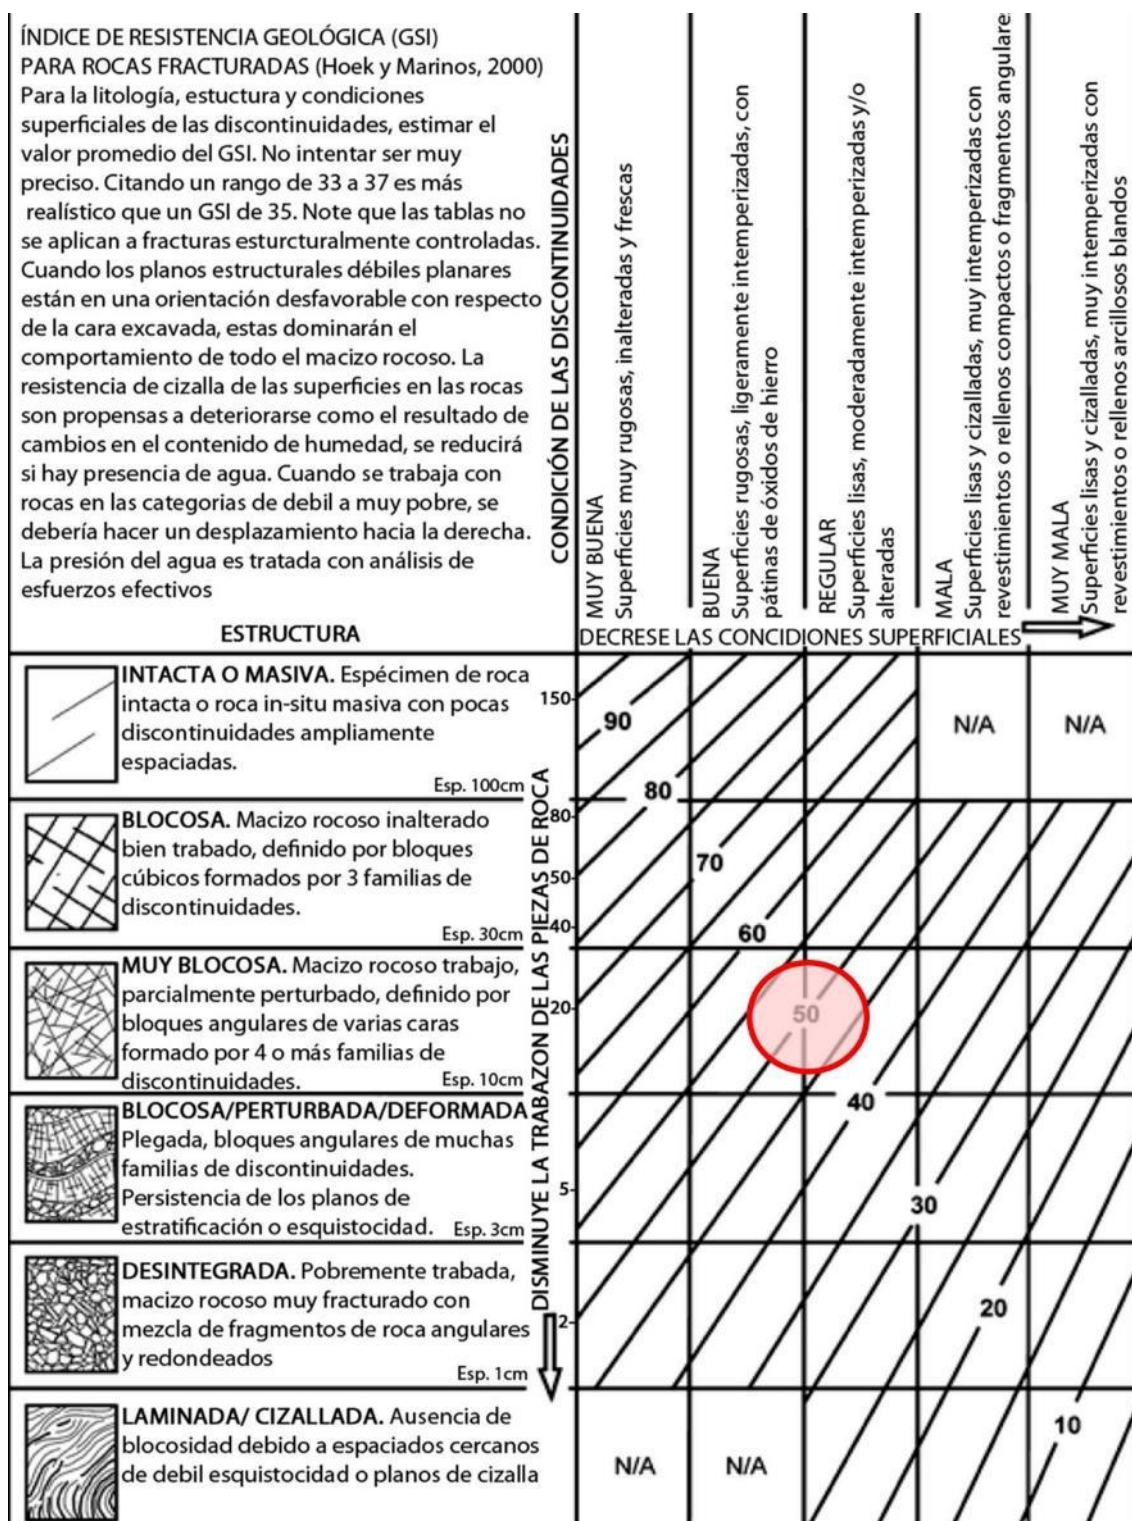 ÍNDICE DE RESISTENCIA GEOLÓGICA (GSI)
PARA ROCAS FRACTURADAS (Hoek y Marinos, 2000)
Para la litología, estuctura y condiciones
superficiales de las discontinuidades, estimar el
valor promedio del GSI. No intentar ser muy
preciso. Citando un rango de 33 a 37 es más
realístico que un GSI de 35. Note que las tablas no
se aplican a fracturas esturcturalmente controladas.
Cuando los planos estructurales débiles planares
están en una orientación desfavorable con respecto
de la cara excavada, estas dominarán el
comportamiento de todo el macizo rocoso. La
resistencia de cizalla de las superficies en las rocas
son propensas a deteriorarse como el resultado de
cambios en el contenido de humedad, se reducirá
si hay presencia de agua. Cuando se trabaja con
rocas en las categorias de debil a muy pobre, se
debería hacer un desplazamiento hacia la derecha.
La presión del agua es tratada con análisis de
esfuerzos efectivos
ESTRUCTURA
CONDICIÓN DE LAS DISCONTINUIDADES
MUY BUENA
Superficies muy rugosas, inalteradas y frescas
BUENA
Superficies rugosas, ligeramente intemperizadas, con
pátinas de óxidos de hierro
REGULAR
Superficies lisas, moderadamente intemperizadas y/o
alteradas
MALA
Superficies lisas y cizalladas, muy intemperizadas con
revestimientos o rellenos compactos o fragmentos angulares
MUY MALA
Superficies lisas y cizalladas, muy intemperizadas con
revestimientos o rellenos arcillosos blandos
DECRESE LAS CONCIDIONES SUPERFICIALES
DISMINUYE LA TRABAZON DE LAS PIEZAS DE ROCA
INTACTA O MASIVA. Espécimen de roca
intacta o roca in-situ masiva con pocas
discontinuidades ampliamente
espaciadas.
Esp. 100cm
150
90
N/A
N/A
80
BLOCOSA. Macizo rocoso inalterado
bien trabado, definido por bloques
cúbicos formados por 3 familias de
discontinuidades.
Esp. 30cm
80
70
50
40
60
MUY BLOCOSA. Macizo rocoso trabajo,
parcialmente perturbado, definido por
bloques angulares de varias caras
formado por 4 o más familias de
discontinuidades.
Esp. 10cm
20
50
40
BLOCOSA/PERTURBADA/DEFORMADA
Plegada, bloques angulares de muchas
familias de discontinuidades.
Persistencia de los planos de
estratificación o esquistocidad.
Esp. 3cm
5
30
DESINTEGRADA. Pobremente trabada,
macizo rocoso muy fracturado con
mezcla de fragmentos de roca angulares
y redondeados
Esp. 1cm
2
20
LAMINADA/ CIZALLADA. Ausencia de
blocosidad debido a espaciados cercanos
de debil esquistocidad o planos de cizalla
N/A
N/A
10